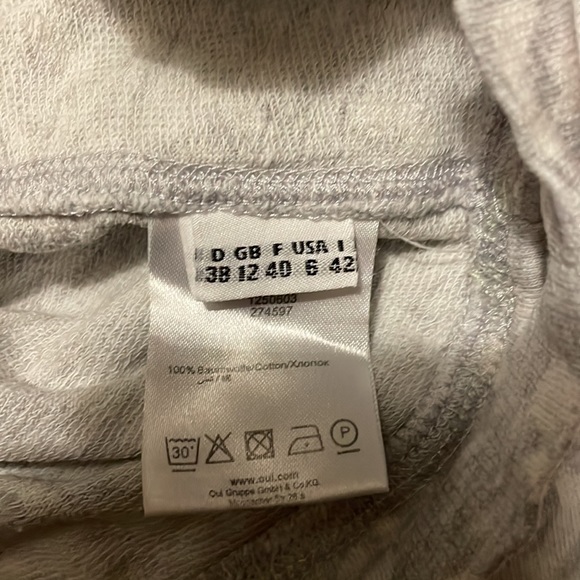 D GB F USA I
38 12 40 6 42
1250603
274597
100% Baumwolle/Cotton/Хлопок
30°
P
www.oui.com
Oui Gruppe GmbH & Co.KG